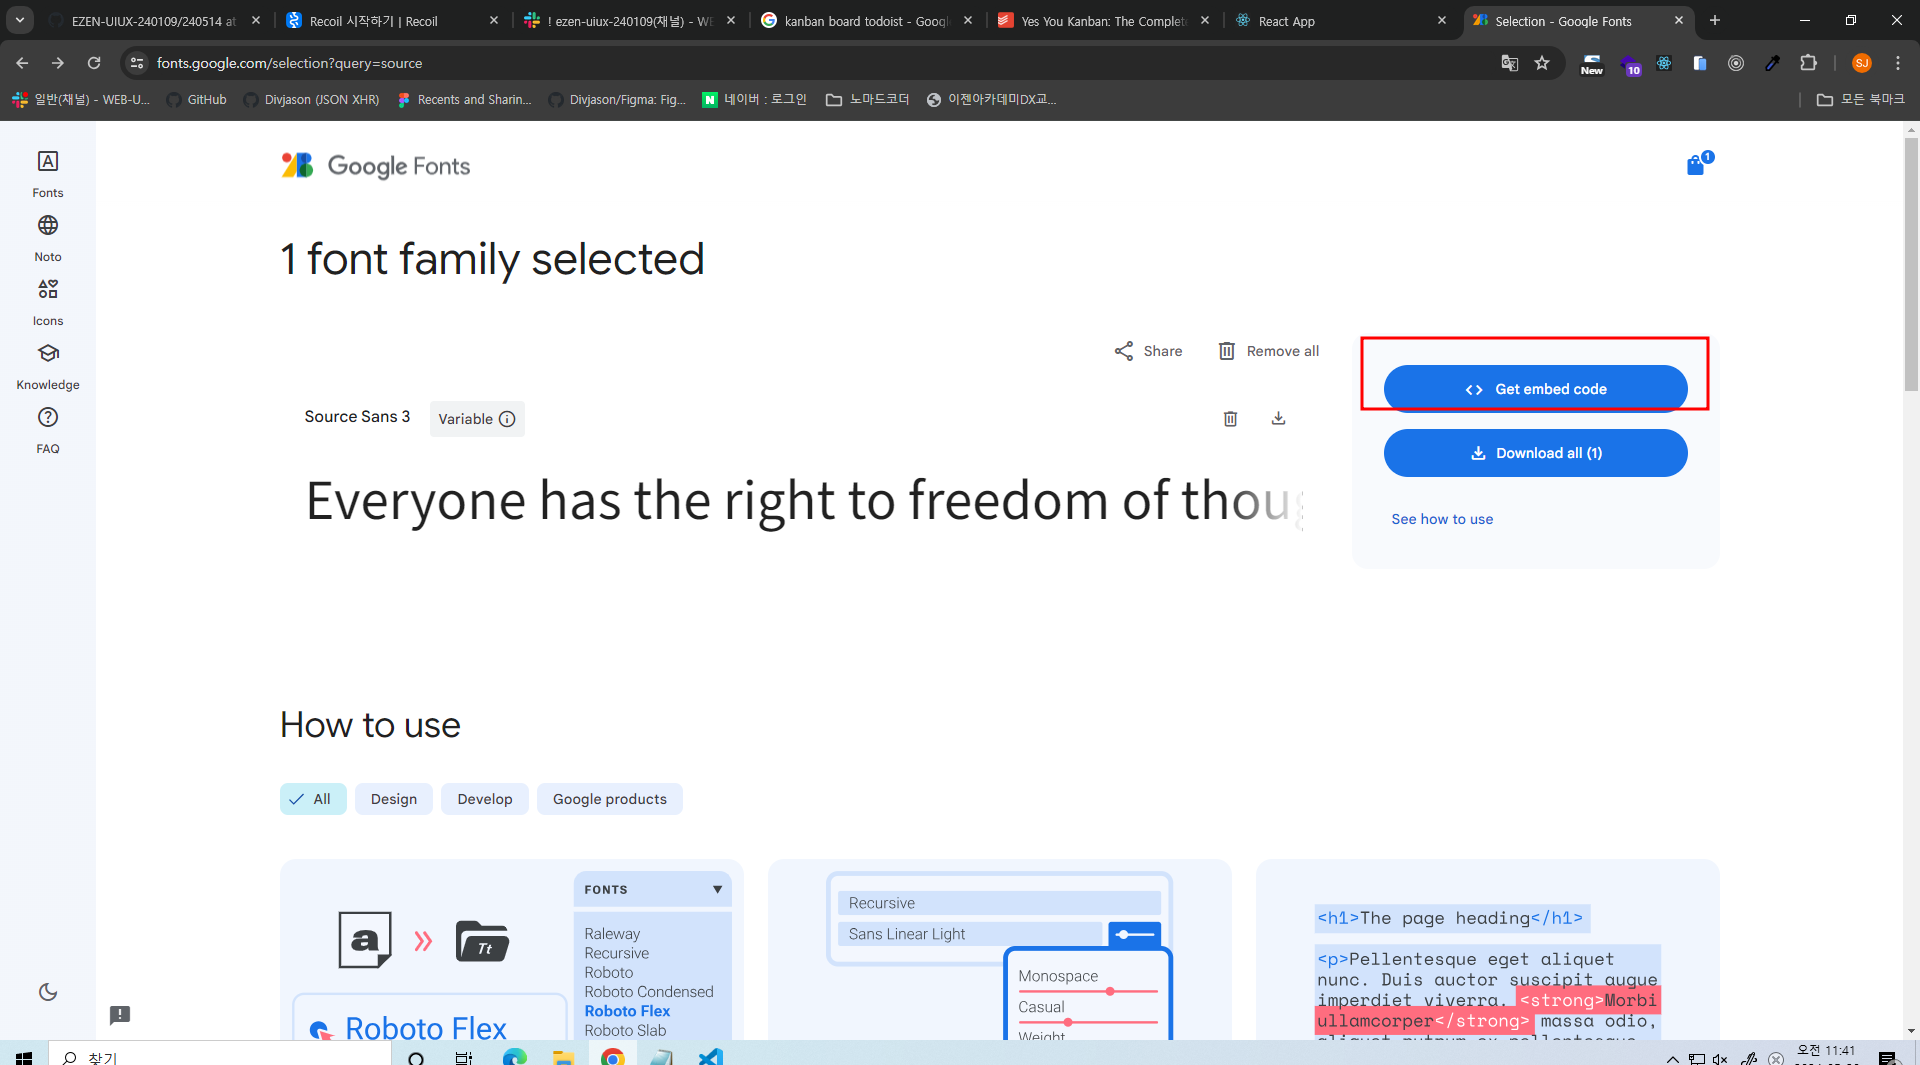 EZEN-UIUX-240109/240514 at
Recoil 시작하기 | Recoil
! ezen-uiux-240109(채널) - WE
kanban board todoist - Googl
Yes You Kanban: The Complete
React App
Selection - Google Fonts
fonts.google.com/selection?query=source
New
10
SJ
일반(채널) - WEB-U...
GitHub
Divjason (JSON XHR)
Recents and Sharin...
Divjason/Figma: Fig...
N
네이버 : 로그인
노마드코더
이젠아카데미DX교...
모든 북마크
Fonts
Noto
Icons
Knowledge
FAQ
Google Fonts
1
1 font family selected
Share
Remove all
Get embed code
Source Sans 3
Variable
Download all (1)
Everyone has the right to freedom of thoug
See how to use
How to use
All
Design
Develop
Google products
a
Tt
Roboto Flex
FONTS
Raleway
Recursive
Roboto
Roboto Condensed
Roboto Flex
Roboto Slab
Recursive
Sans Linear Light
Monospace
Casual
Weight
<h1>The page heading</h1>
<p>Pellentesque eget aliquet
nunc. Duis auctor suscipit augue
imperdiet viverra. <strong>Morbi
ullamcorper</strong> massa odio,
찾기
오전 11:41